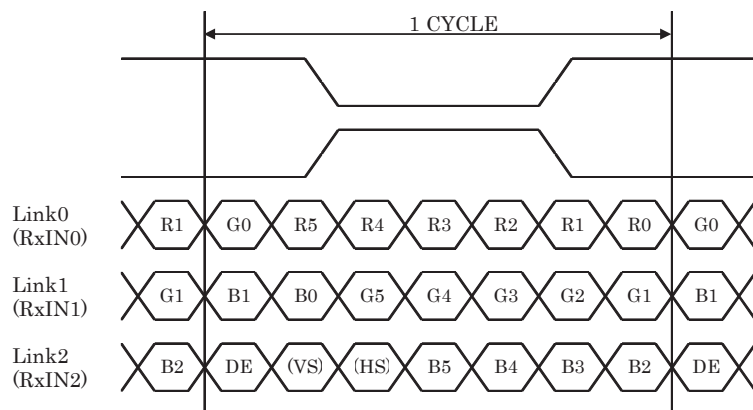 1 CYCLE
Link0
(RxIN0)
R1 G0 R5 R4 R3 R2 R1 R0 G0
Link1
(RxIN1)
G1 B1 B0 G5 G4 G3 G2 G1 B1
Link2
(RxIN2)
B2 DE (VS) (HS) B5 B4 B3 B2 DE